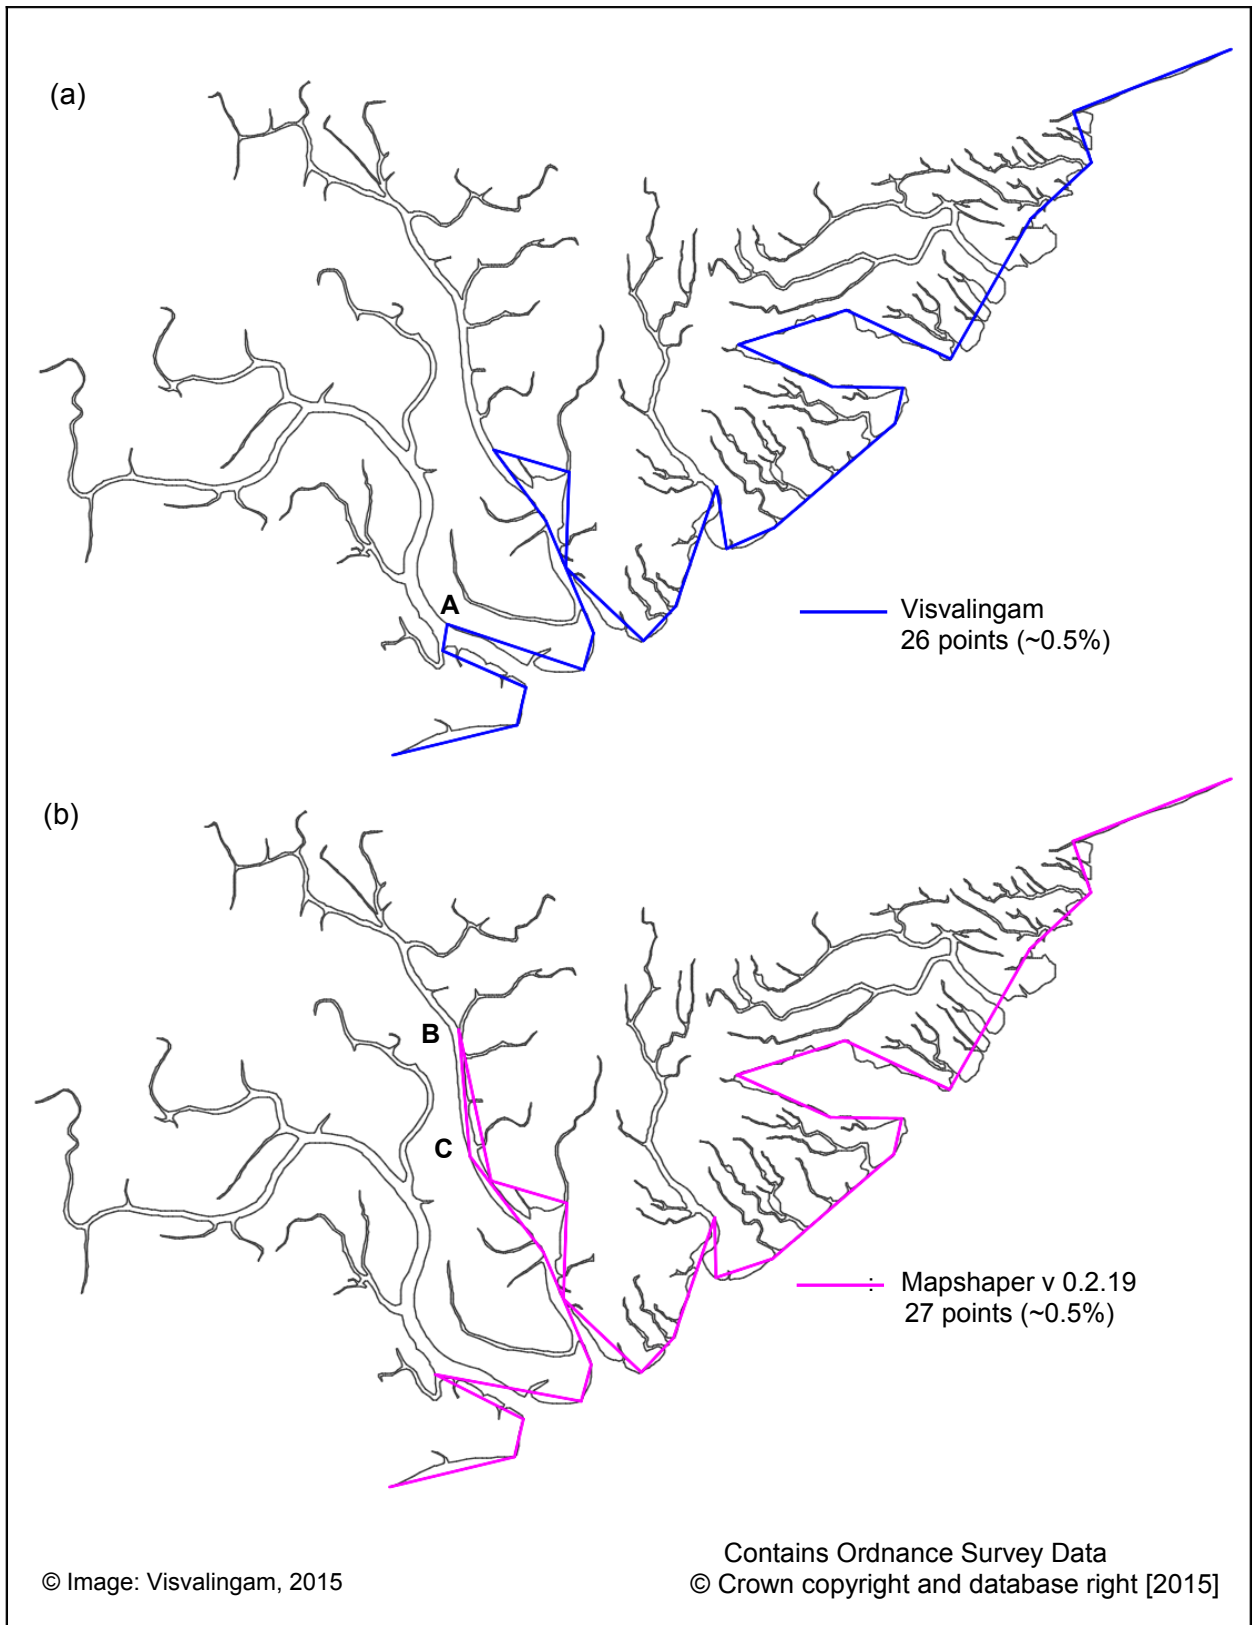 (a)
A
Visvalingam
26 points (~0.5%)
(b)
B
C
: Mapshaper v 0.2.19
27 points (~0.5%)
Contains Ordnance Survey Data
© Image: Visvalingam, 2015
© Crown copyright and database right [2015]